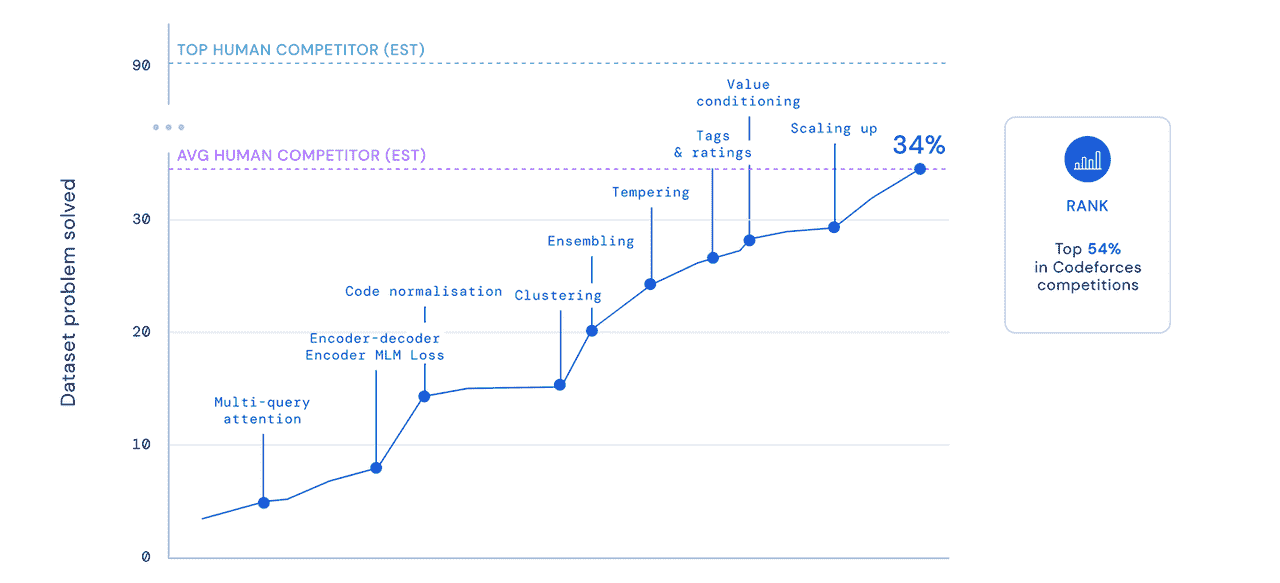 TOP HUMAN COMPETITOR (EST)
90
Value
conditioning
Tags
& ratings
Scaling up
34%
AVG HUMAN COMPETITOR (EST)
Dataset problem solved
30
Tempering
Ensembling
Code normalisation
Clustering
20
Encoder-decoder
Encoder MLM Loss
Multi-query
attention
10
0
RANK
Top 54%
in Codeforces
competitions